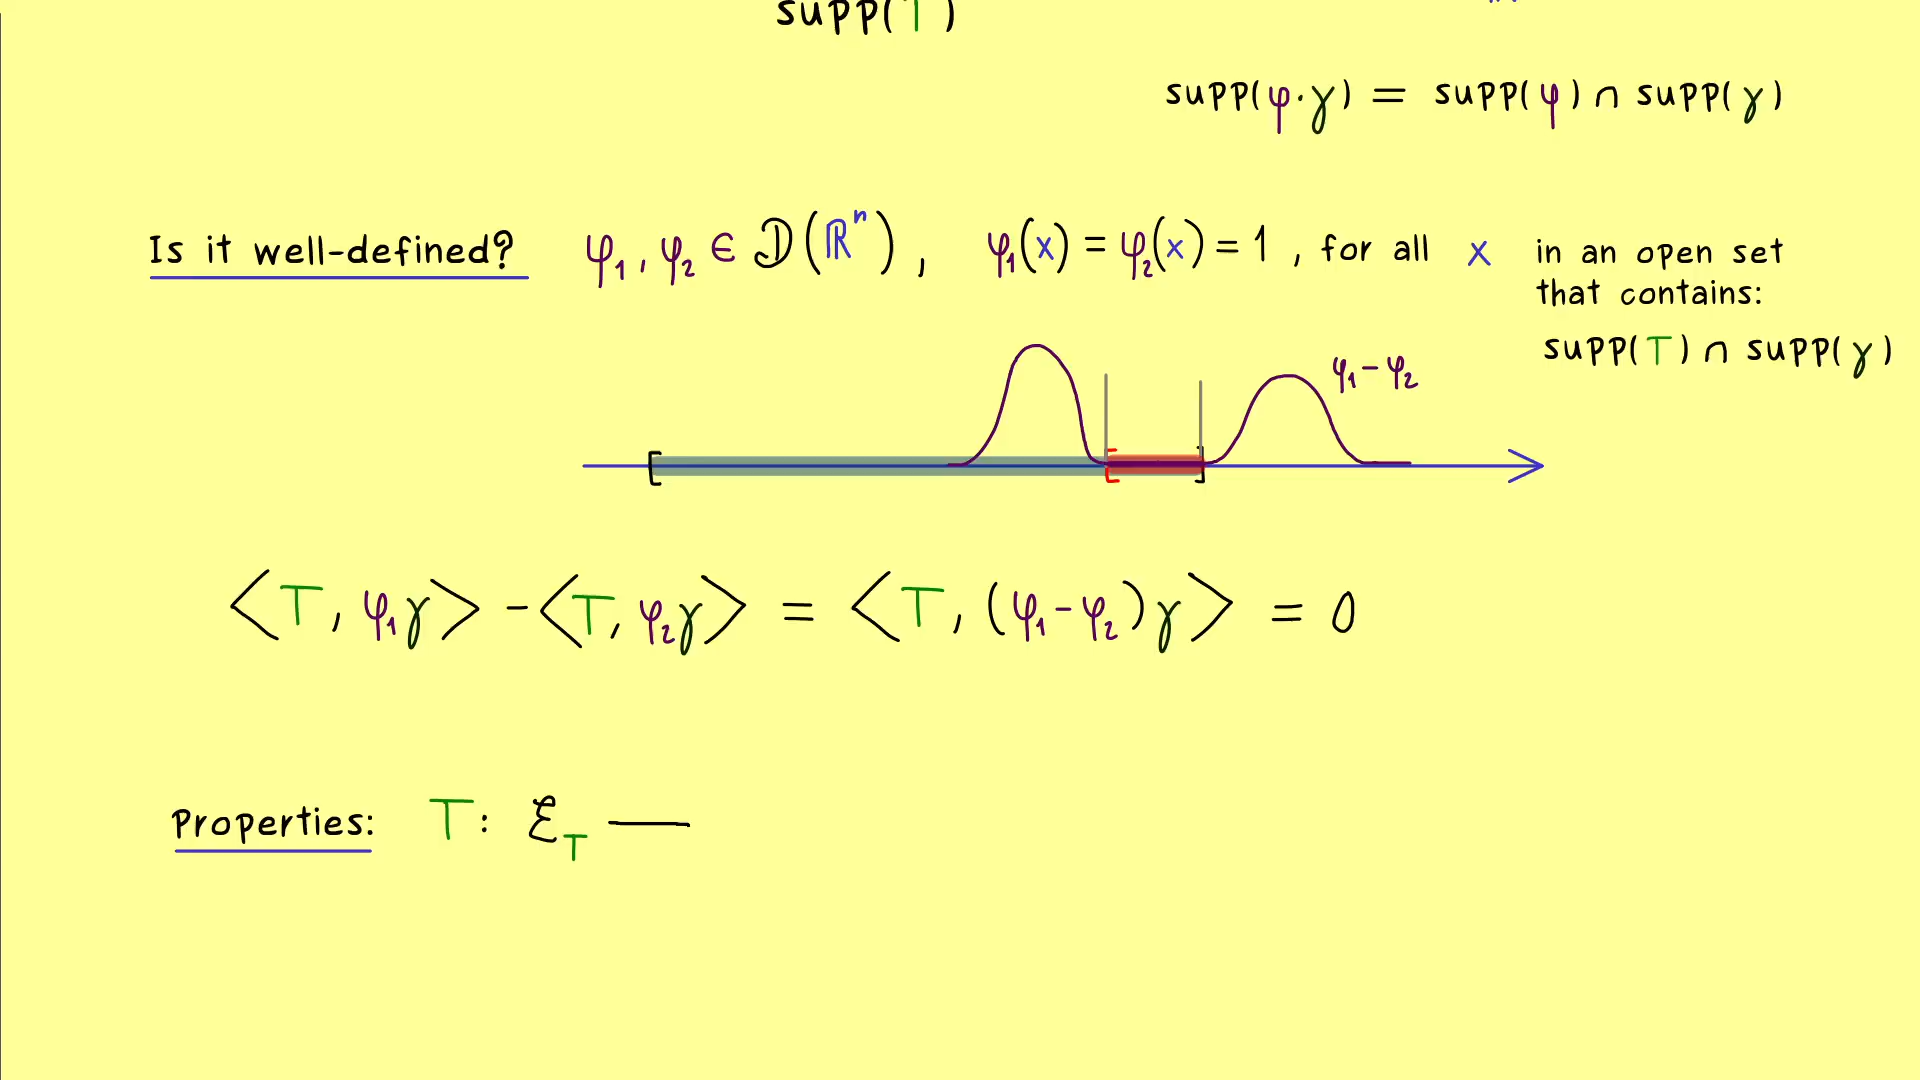 supp(T)
supp(φ·γ) = supp(φ) ∩ supp(γ)
Is it well-defined? φ₁, φ₂ ∈ 𝒟(ℝⁿ), φ₁(x) = φ₂(x) = 1, for all x in an open set
that contains:
supp(T) ∩ supp(γ)
φ₁ - φ₂
[ [ ]
⟨T, φ₁γ⟩ - ⟨T, φ₂γ⟩ = ⟨T, (φ₁ - φ₂)γ⟩ = 0
Properties: T: ℰ_T —